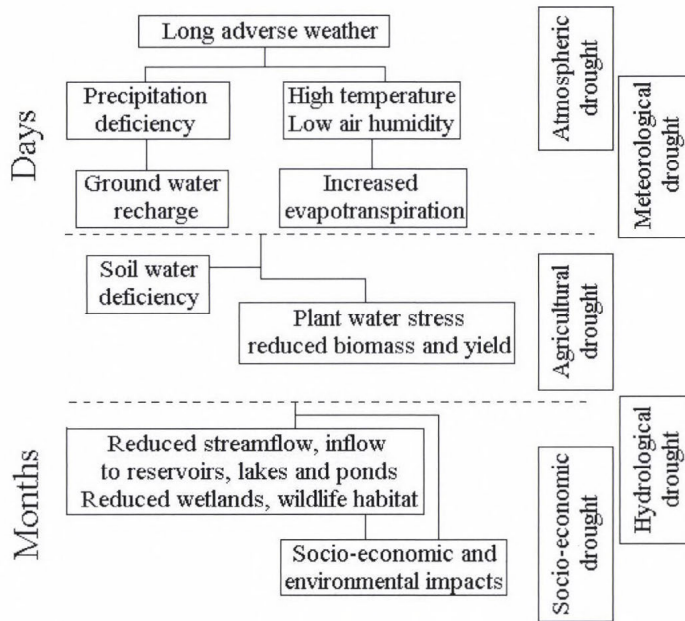 Long adverse weather
Precipitation
deficiency
High temperature
Low air humidity
Ground water
recharge
Increased
evapotranspiration
Days
Soil water
deficiency
Plant water stress
reduced biomass and yield
Months
Reduced streamflow, inflow
to reservoirs, lakes and ponds
Reduced wetlands, wildlife habitat
Socio-economic and
environmental impacts
Atmospheric
drought
Meteorological
drought
Agricultural
drought
Hydrological
drought
Socio-economic
drought